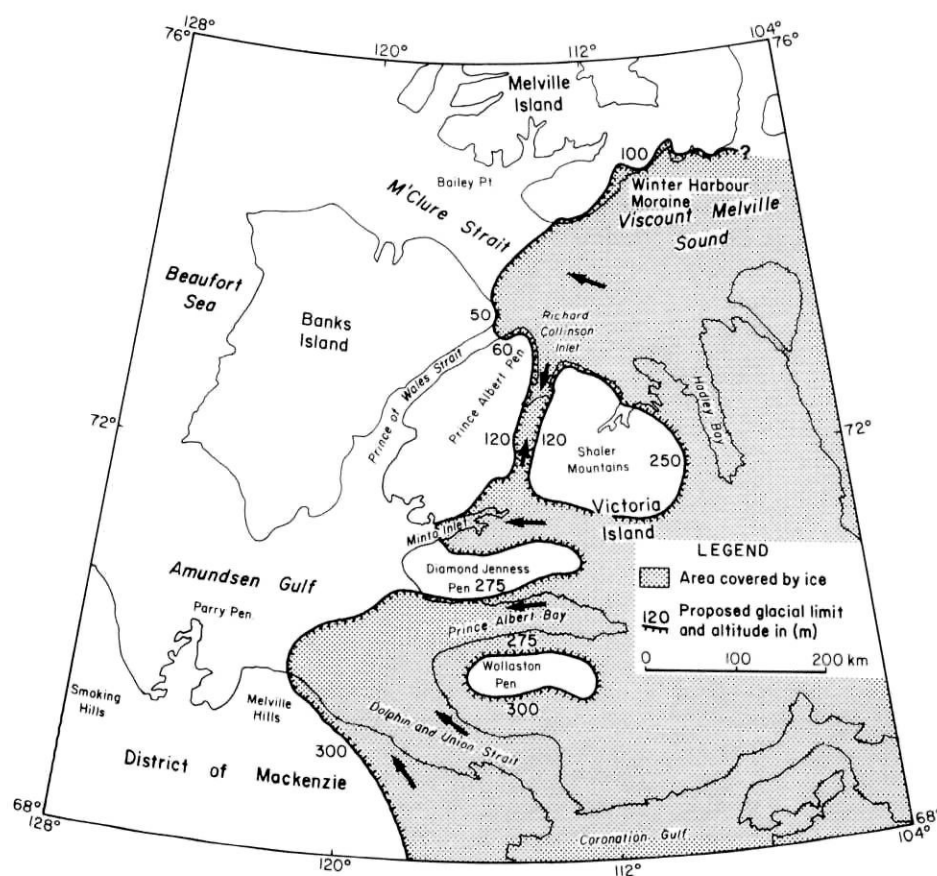 128°
76°
120°
112°
104°
76°
Melville
Island
Bailey Pt.
100
?
Winter Harbour
Moraine
Viscount Melville
Sound
M'Clure Strait
Beaufort
Sea
Banks
Island
50
60
Richard
Collinson
Inlet
Prince of Wales Strait
Prince Albert Pen
Hadley Bay
72°
72°
120
120
Shaler
Mountains
250
Victoria
Island
Minto Inlet
Diamond Jenness
Pen 275
Amundsen Gulf
Parry Pen.
Prince Albert Bay
275
Wollaston
Pen
300
LEGEND
Area covered by ice
120 Proposed glacial limit
and altitude in (m)
0 100 200 km
Smoking
Hills
Melville
Hills
Dolphin and Union Strait
300
District of Mackenzie
68°
128°
120°
Coronation Gulf
112°
68°
104°